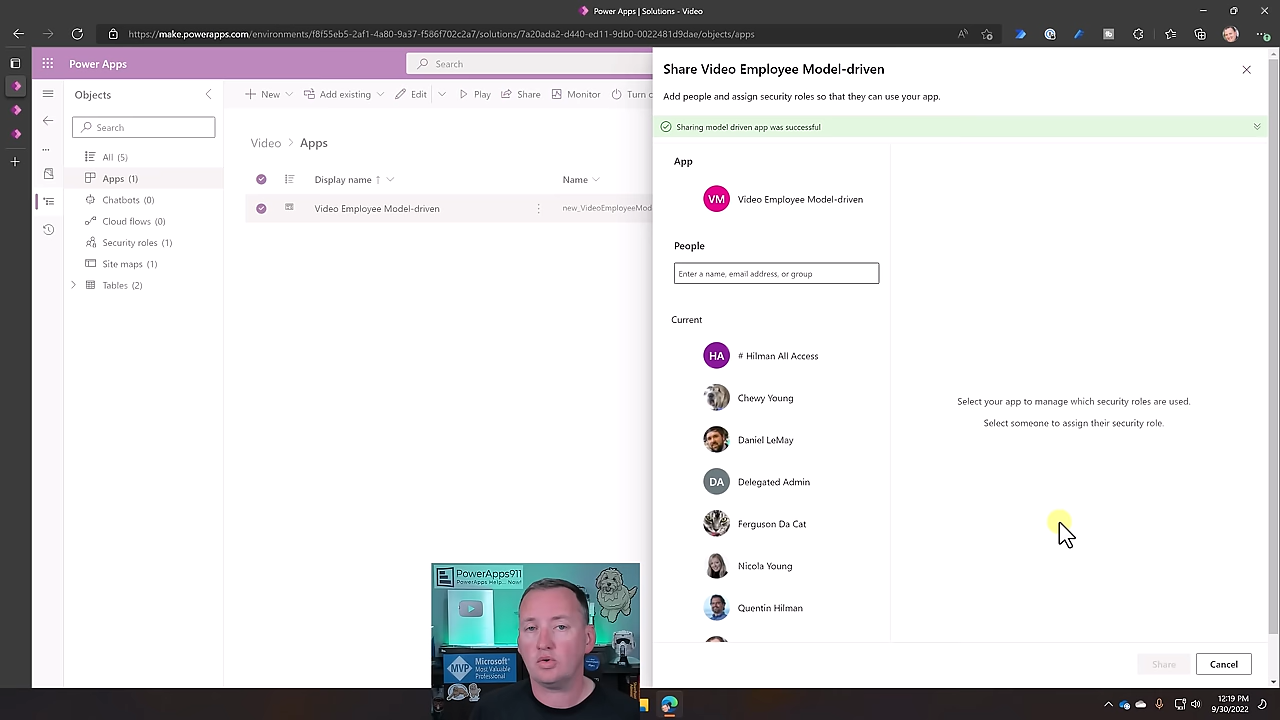 Power Apps | Solutions - Video
https://make.powerapps.com/environments/f8f55eb5-2af1-4a80-9a37-f586f702c2a7/solutions/7a20ada2-d440-ed11-9db0-0022481d9dae/objects/apps
Power Apps
Search
Share Video Employee Model-driven
Add people and assign security roles so that they can use your app.
Objects
New
Add existing
Edit
Play
Share
Monitor
Turn o
Sharing model driven app was successful
Search
Video > Apps
All (5)
Apps (1)
Chatbots (0)
Cloud flows (0)
Security roles (1)
Site maps (1)
Tables (2)
Display name
Name
Video Employee Model-driven
new_VideoEmployeeMod
App
VM
Video Employee Model-driven
People
Enter a name, email address, or group
Current
HA
# Hilman All Access
Chewy Young
Daniel LeMay
DA
Delegated Admin
Ferguson Da Cat
Nicola Young
Quentin Hilman
Select your app to manage which security roles are used.
Select someone to assign their security role.
Share
Cancel
PowerApps911
PowerApps Help... Now!
MVP
Microsoft®
Most Valuable
Professional
12:19 PM
9/30/2022